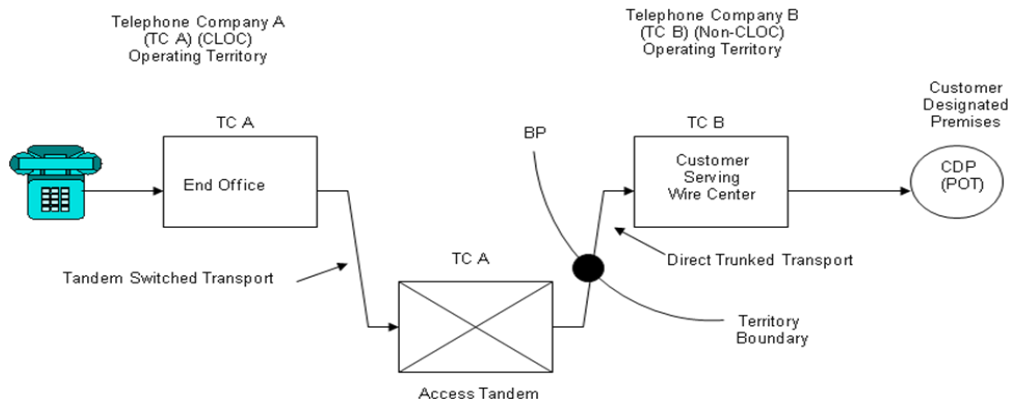 Telephone Company A
(TC A) (CLOC)
Operating Territory
Telephone Company B
(TC B) (Non-CLOC)
Operating Territory
Customer
Designated
Premises
TC A
End Office
BP
TC B
Customer
Serving
Wire Center
CDP
(POT)
Tandem Switched Transport
TC A
Direct Trunked Transport
Territory
Boundary
Access Tandem